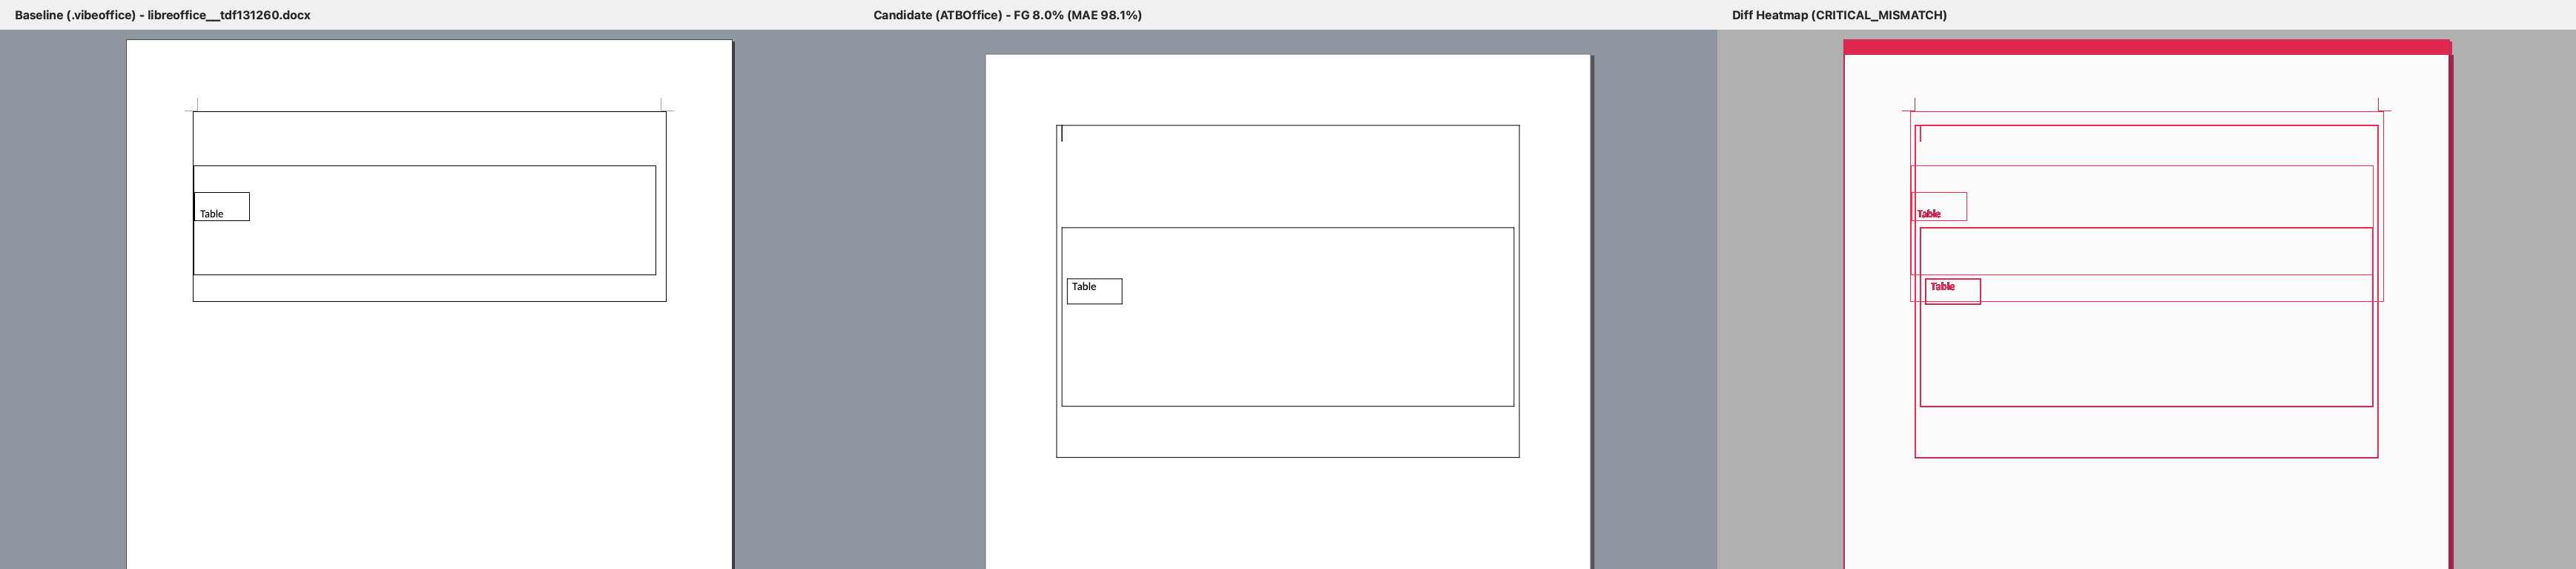 Baseline (.vibeoffice) - libreoffice__tdf131260.docx
Candidate (ATBOffice) - FG 8.0% (MAE 98.1%)
Diff Heatmap (CRITICAL_MISMATCH)
Table
Table
Table
Table